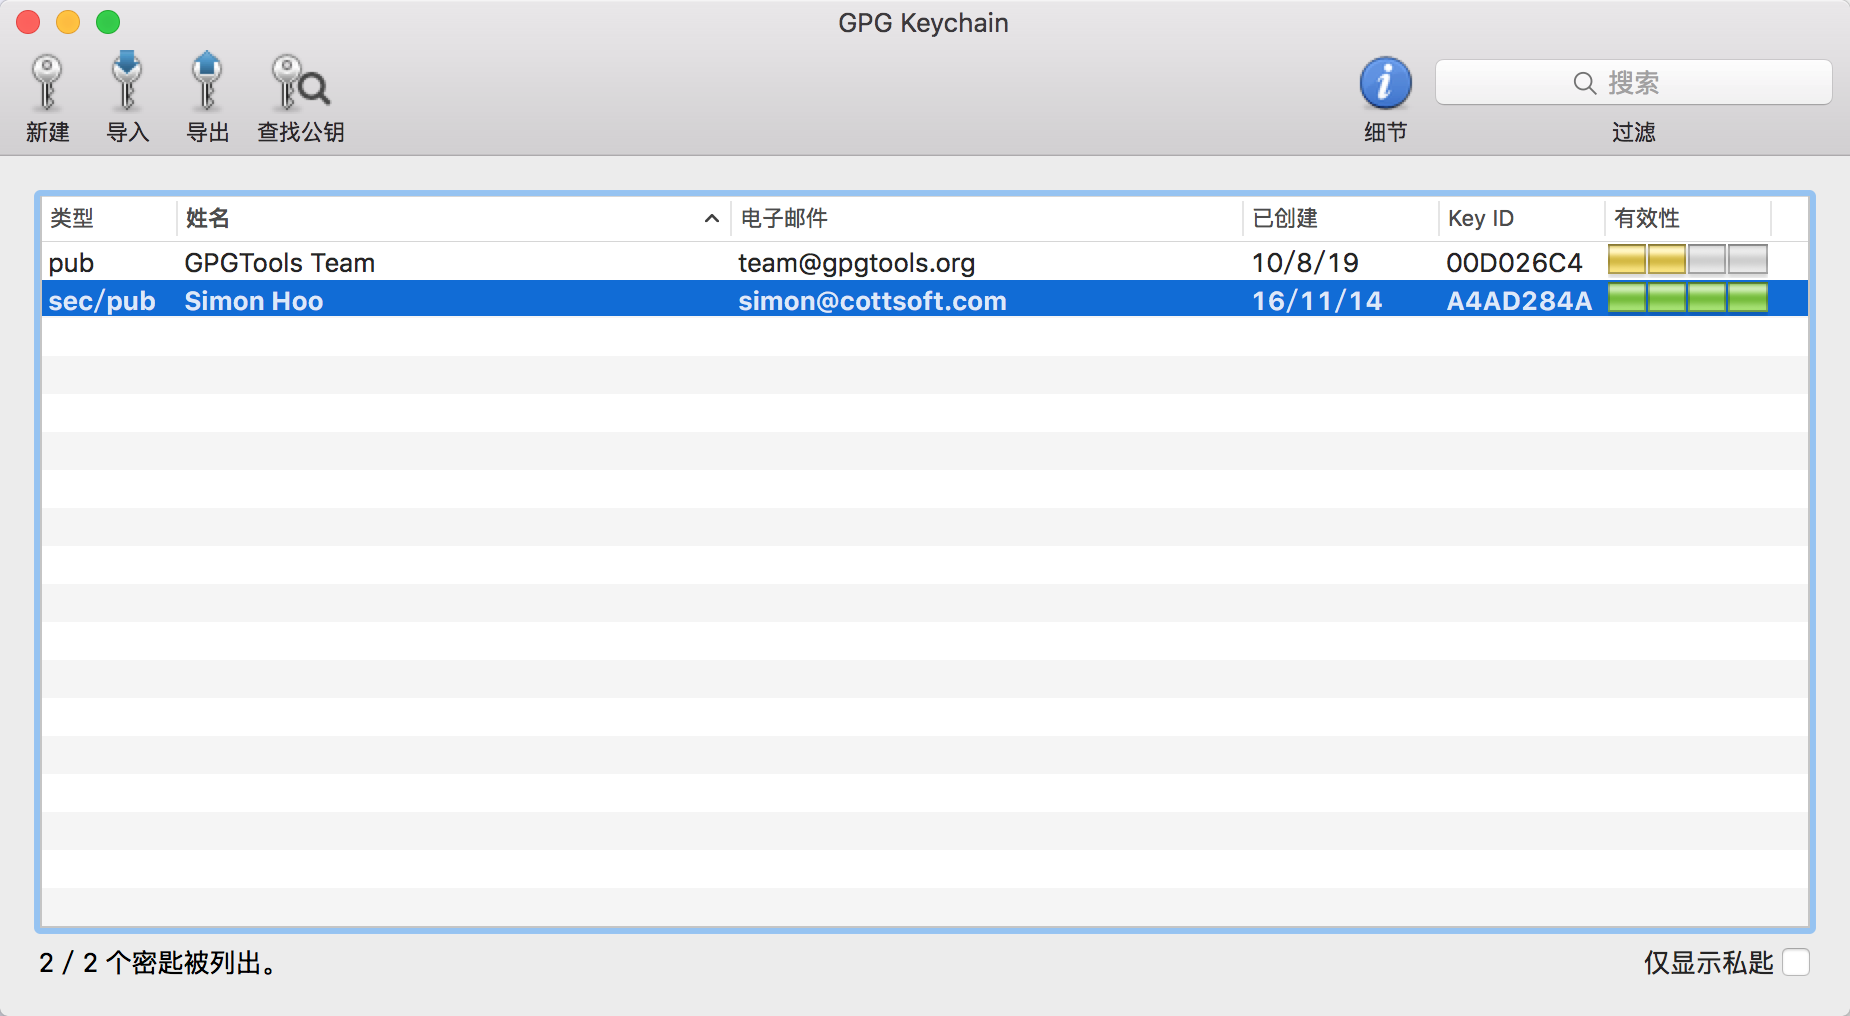 GPG Keychain
新建 导入 导出 查找公钥 细节 搜索 过滤
类型 姓名 电子邮件 已创建 Key ID 有效性
pub GPGTools Team team@gpgtools.org 10/8/19 00D026C4
sec/pub Simon Hoo simon@cottsoft.com 16/11/14 A4AD284A
2 / 2 个密匙被列出。 仅显示私匙